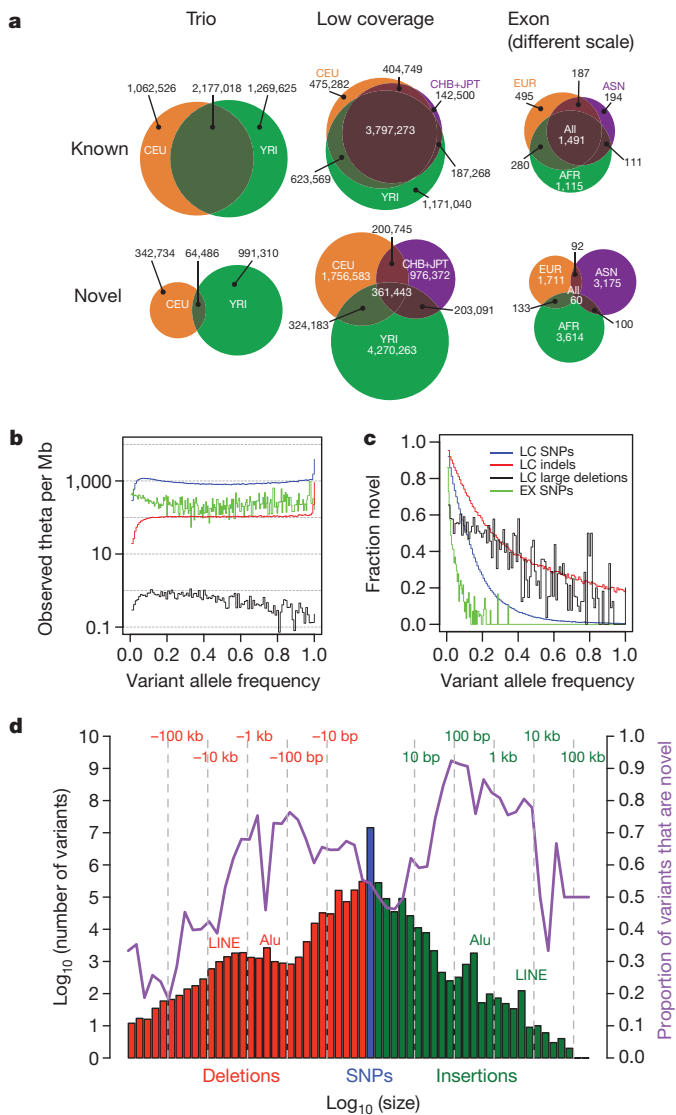 a
Trio
Low coverage
Exon
(different scale)
Known
1,062,526
2,177,018
1,269,625
CEU
YRI
CEU
475,282
404,749
CHB+JPT
142,500
3,797,273
623,569
187,268
YRI
1,171,040
EUR
495
187
ASN
194
All
1,491
280
111
AFR
1,115
Novel
342,734
64,486
991,310
CEU
YRI
200,745
CEU
1,756,583
CHB+JPT
976,372
361,443
324,183
203,091
YRI
4,270,263
92
EUR
1,711
ASN
3,175
All
60
133
100
AFR
3,614
b
Observed theta per Mb
1,000
10
0.1
0.0 0.2 0.4 0.6 0.8 1.0
Variant allele frequency
c
Fraction novel
1.0
0.8
0.6
0.4
0.2
0.0
LC SNPs
LC indels
LC large deletions
EX SNPs
0.0 0.2 0.4 0.6 0.8 1.0
Variant allele frequency
d
Log10 (number of variants)
10
9
8
7
6
5
4
3
2
1
0
−100 kb
−10 kb
−1 kb
−100 bp
−10 bp
10 bp
100 bp
1 kb
10 kb
100 kb
LINE
Alu
Alu
LINE
1.0
0.9
0.8
0.7
0.6
0.5
0.4
0.3
0.2
0.1
0.0
Proportion of variants that are novel
Deletions
SNPs
Insertions
Log10 (size)